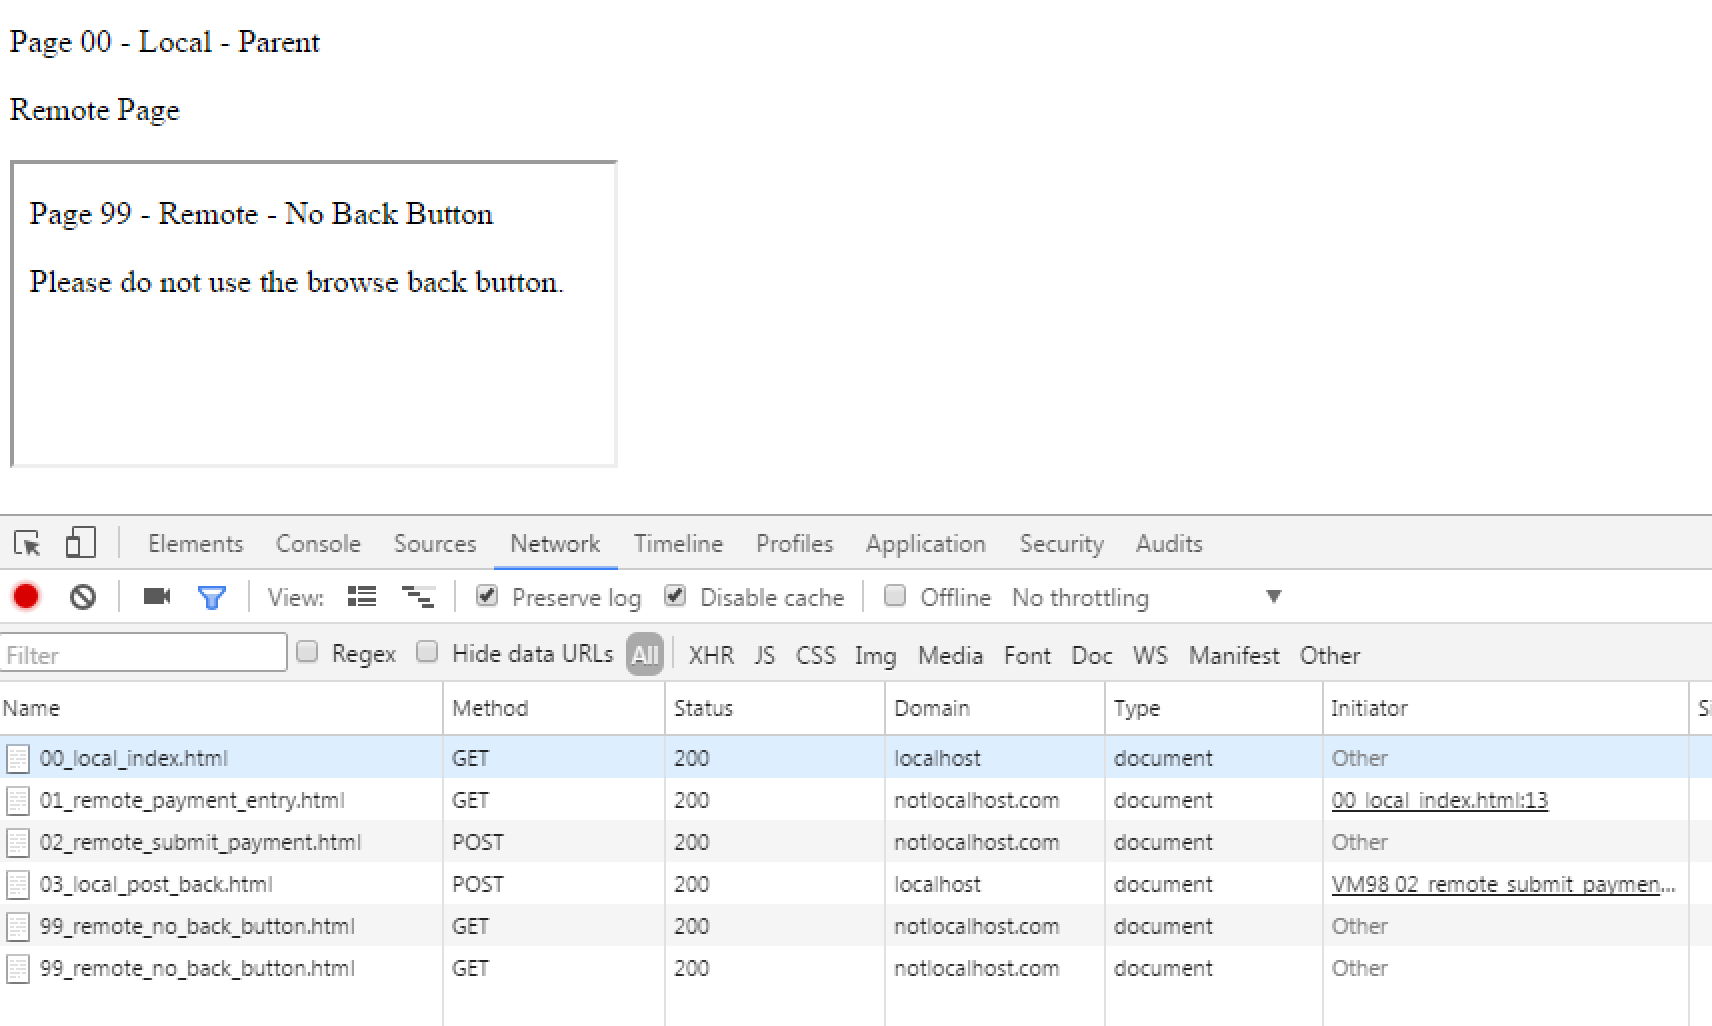 Page 00 - Local - Parent
Remote Page
Page 99 - Remote - No Back Button
Please do not use the browse back button.
Elements Console Sources Network Timeline Profiles Application Security Audits
View: Preserve log Disable cache Offline No throttling
Filter Regex Hide data URLs All XHR JS CSS Img Media Font Doc WS Manifest Other
Name Method Status Domain Type Initiator
00_local_index.html GET 200 localhost document Other
01_remote_payment_entry.html GET 200 notlocalhost.com document 00_local_index.html:13
02_remote_submit_payment.html POST 200 notlocalhost.com document Other
03_local_post_back.html POST 200 localhost document VM98 02_remote_submit_paymen...
99_remote_no_back_button.html GET 200 notlocalhost.com document Other
99_remote_no_back_button.html GET 200 notlocalhost.com document Other